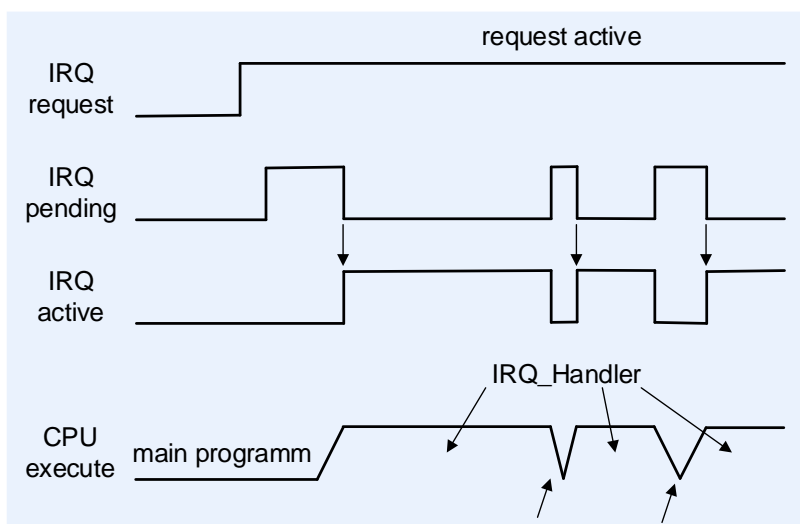 request active
IRQ
request
IRQ
pending
IRQ
active
IRQ_Handler
CPU
execute
main programm